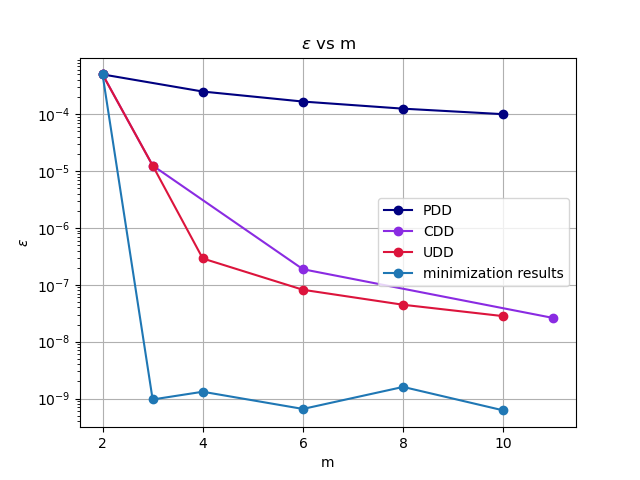 ε vs m
ε
10⁻⁴
10⁻⁵
10⁻⁶
10⁻⁷
10⁻⁸
10⁻⁹
PDD
CDD
UDD
minimization results
2 4 6 8 10
m